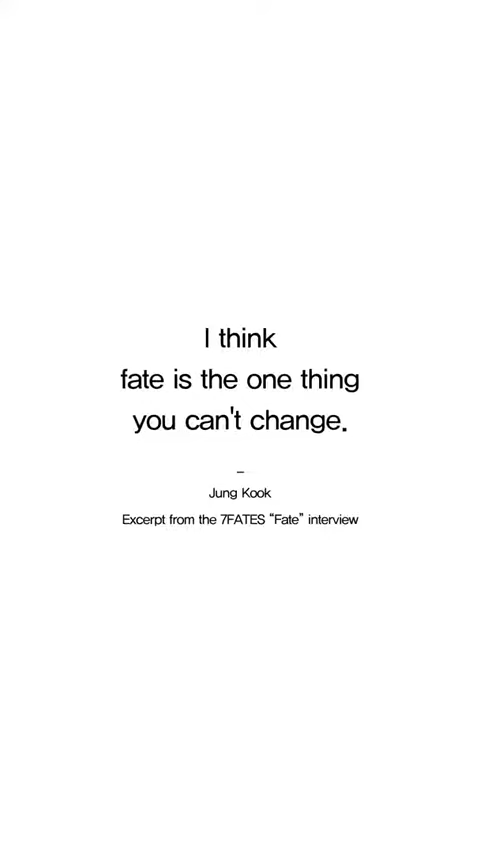 I think
fate is the one thing
you can't change.
–
Jung Kook
Excerpt from the 7FATES “Fate” interview